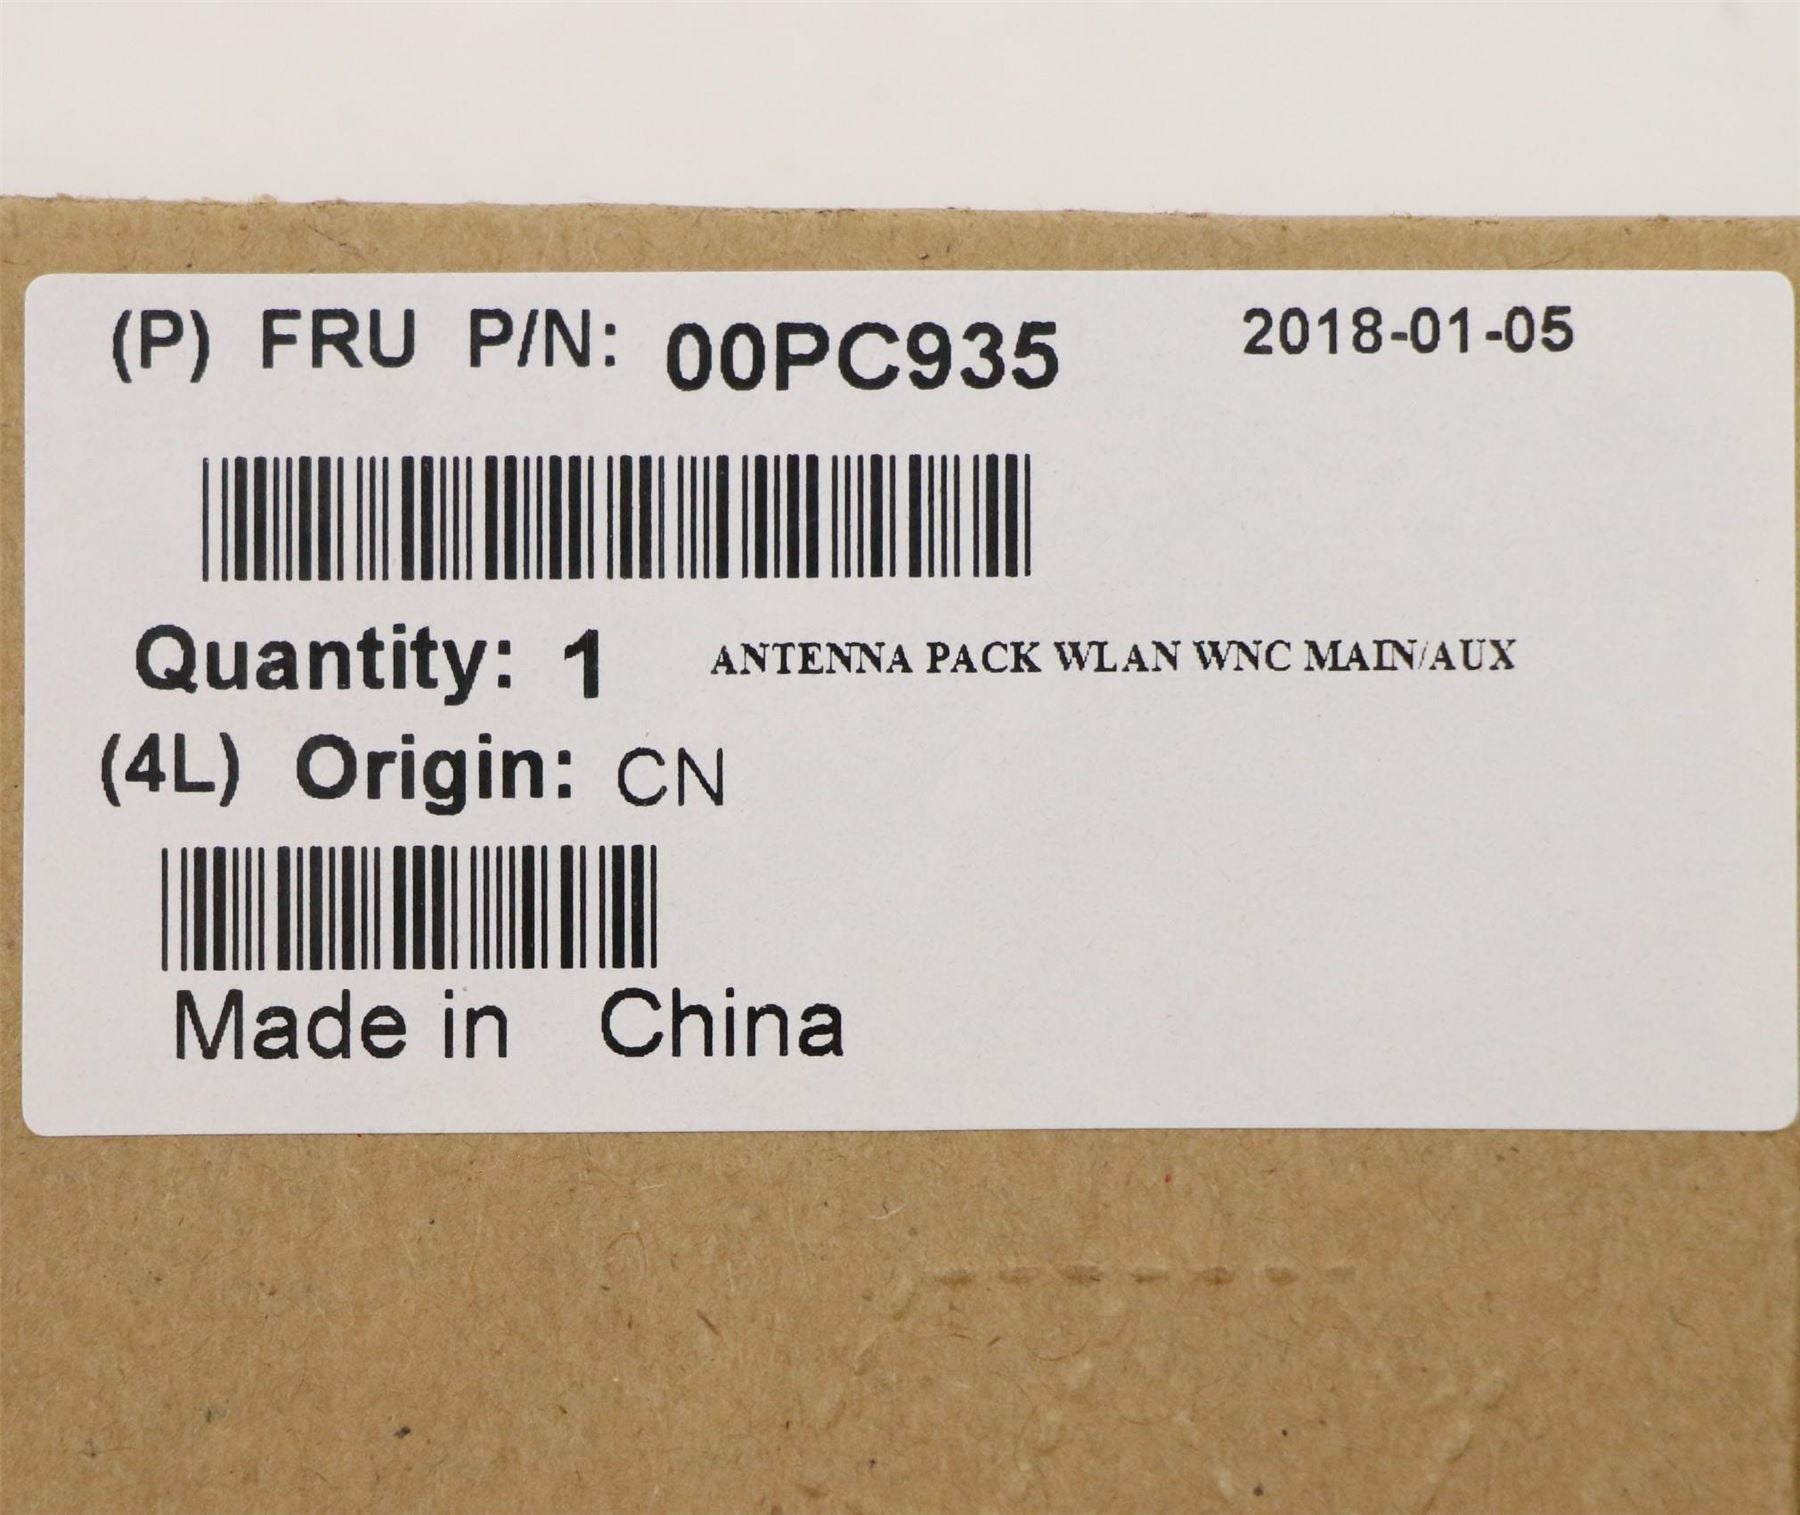 (P) FRU P/N: 00PC935 2018-01-05
Quantity: 1 ANTENNA PACK WLAN WNC MAIN/AUX
(4L) Origin: CN
Made in China